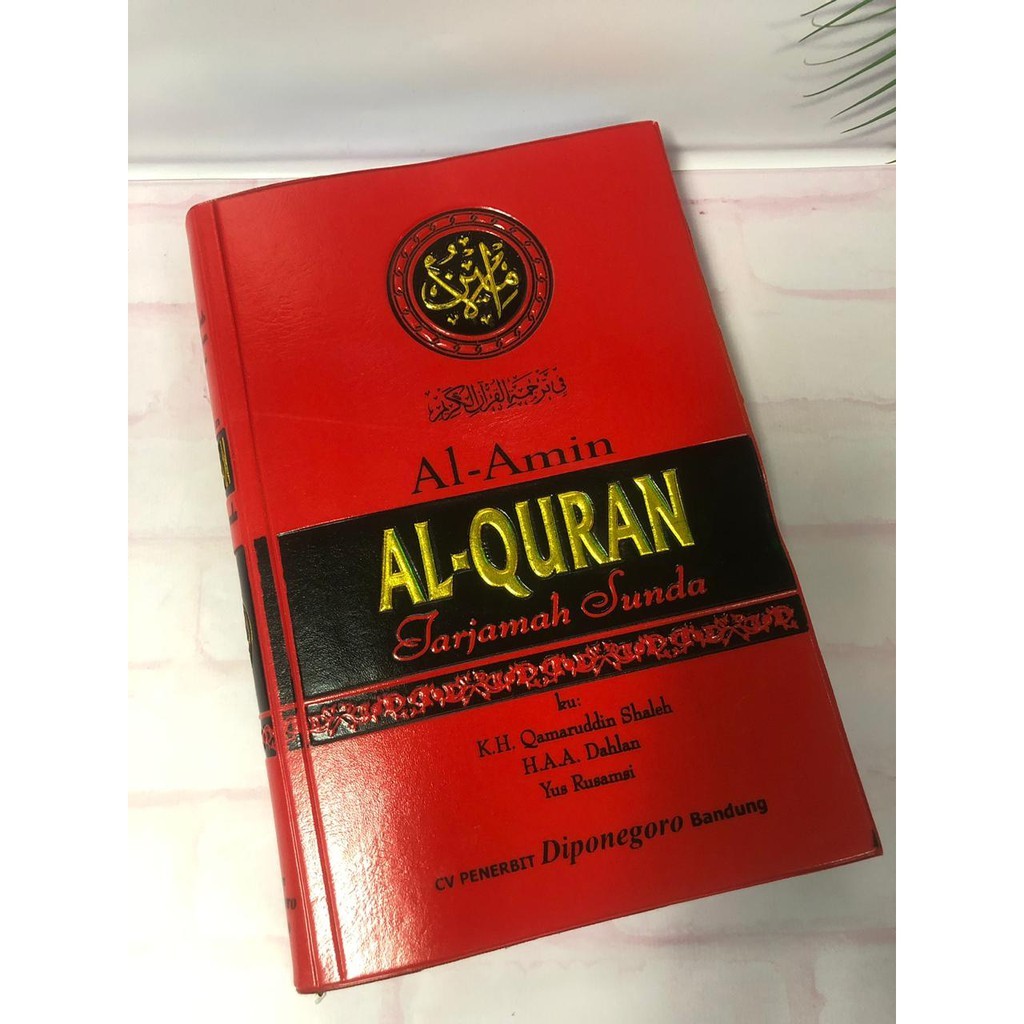 الأمين
في ترجمة القرآن الكريم
Al-Amin
AL-QURAN
Tarjamah Sunda
ku:
K.H. Qamaruddin Shaleh
H.A.A. Dahlan
Yus Rusamsi
CV PENERBIT Diponegoro Bandung